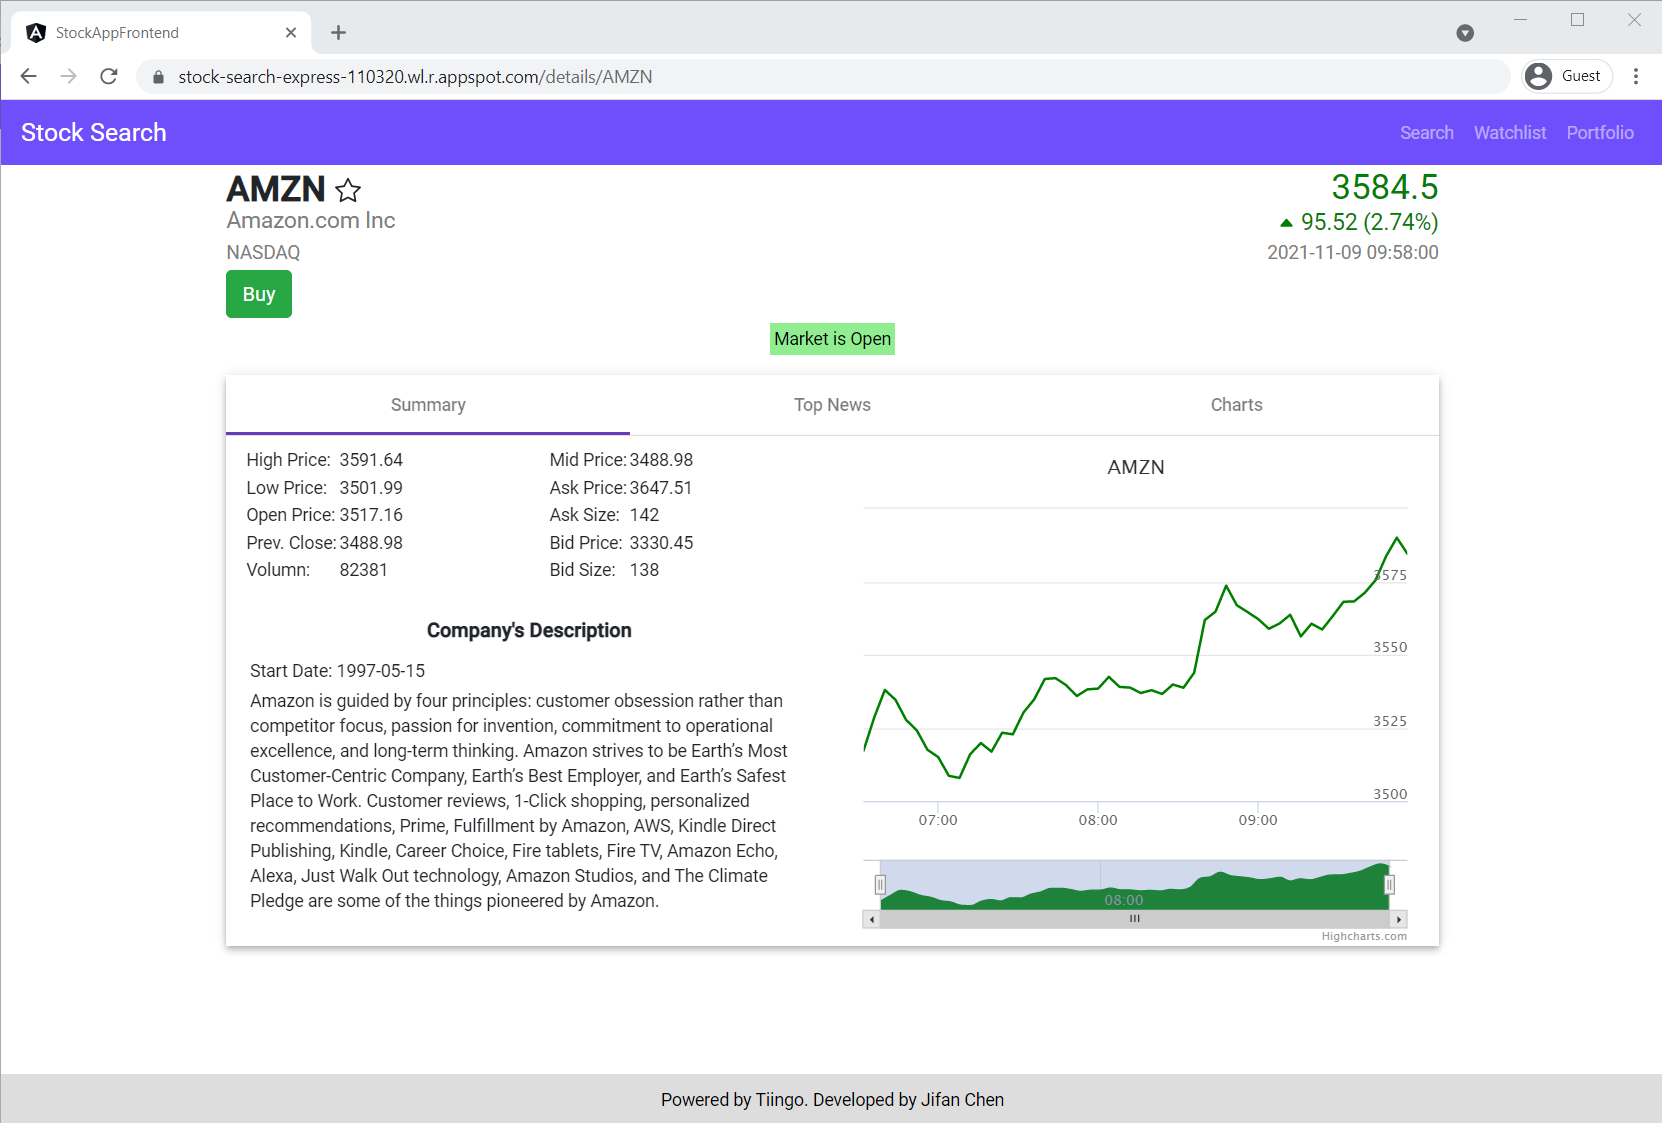 StockAppFrontend
stock-search-express-110320.wl.r.appspot.com/details/AMZN
Guest
Stock Search
Search Watchlist Portfolio
AMZN
3584.5
Amazon.com Inc
95.52 (2.74%)
NASDAQ
2021-11-09 09:58:00
Buy
Market is Open
Summary Top News Charts
High Price: 3591.64 Mid Price: 3488.98
Low Price: 3501.99 Ask Price: 3647.51
Open Price: 3517.16 Ask Size: 142
Prev. Close: 3488.98 Bid Price: 3330.45
Volumn: 82381 Bid Size: 138
Company's Description
Start Date: 1997-05-15
Amazon is guided by four principles: customer obsession rather than
competitor focus, passion for invention, commitment to operational
excellence, and long-term thinking. Amazon strives to be Earth’s Most
Customer-Centric Company, Earth’s Best Employer, and Earth’s Safest
Place to Work. Customer reviews, 1-Click shopping, personalized
recommendations, Prime, Fulfillment by Amazon, AWS, Kindle Direct
Publishing, Kindle, Career Choice, Fire tablets, Fire TV, Amazon Echo,
Alexa, Just Walk Out technology, Amazon Studios, and The Climate
Pledge are some of the things pioneered by Amazon.
AMZN
3575
3550
3525
3500
07:00 08:00 09:00
08:00
Highcharts.com
Powered by Tiingo. Developed by Jifan Chen